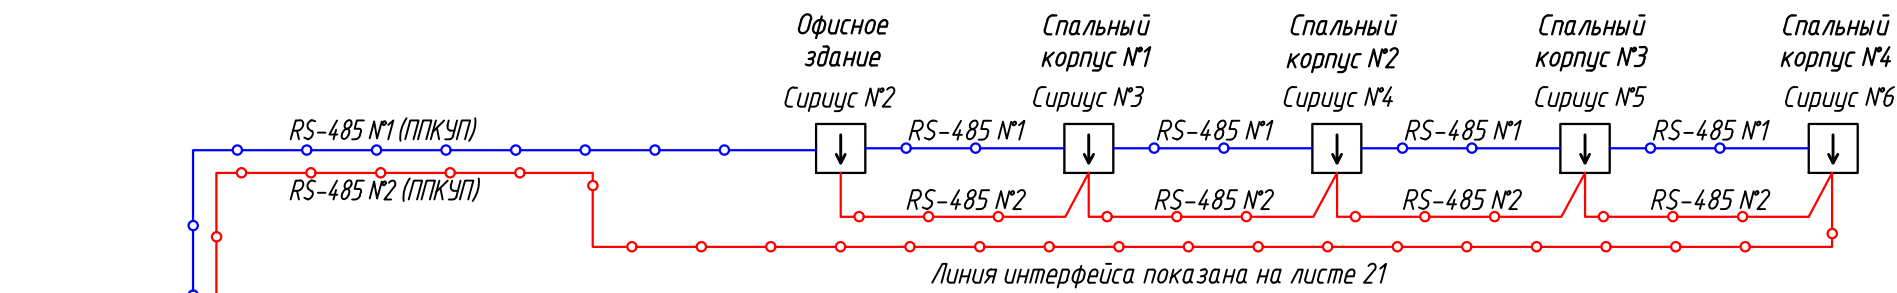 Офисное
здание
Сириус №2
Спальный
корпус №1
Сириус №3
Спальный
корпус №2
Сириус №4
Спальный
корпус №3
Сириус №5
Спальный
корпус №4
Сириус №6
RS-485 №1 (ППКУП)
RS-485 №1
RS-485 №1
RS-485 №1
RS-485 №1
RS-485 №2 (ППКУП)
RS-485 №2
RS-485 №2
RS-485 №2
RS-485 №2
Линия интерфейса показана на листе 21